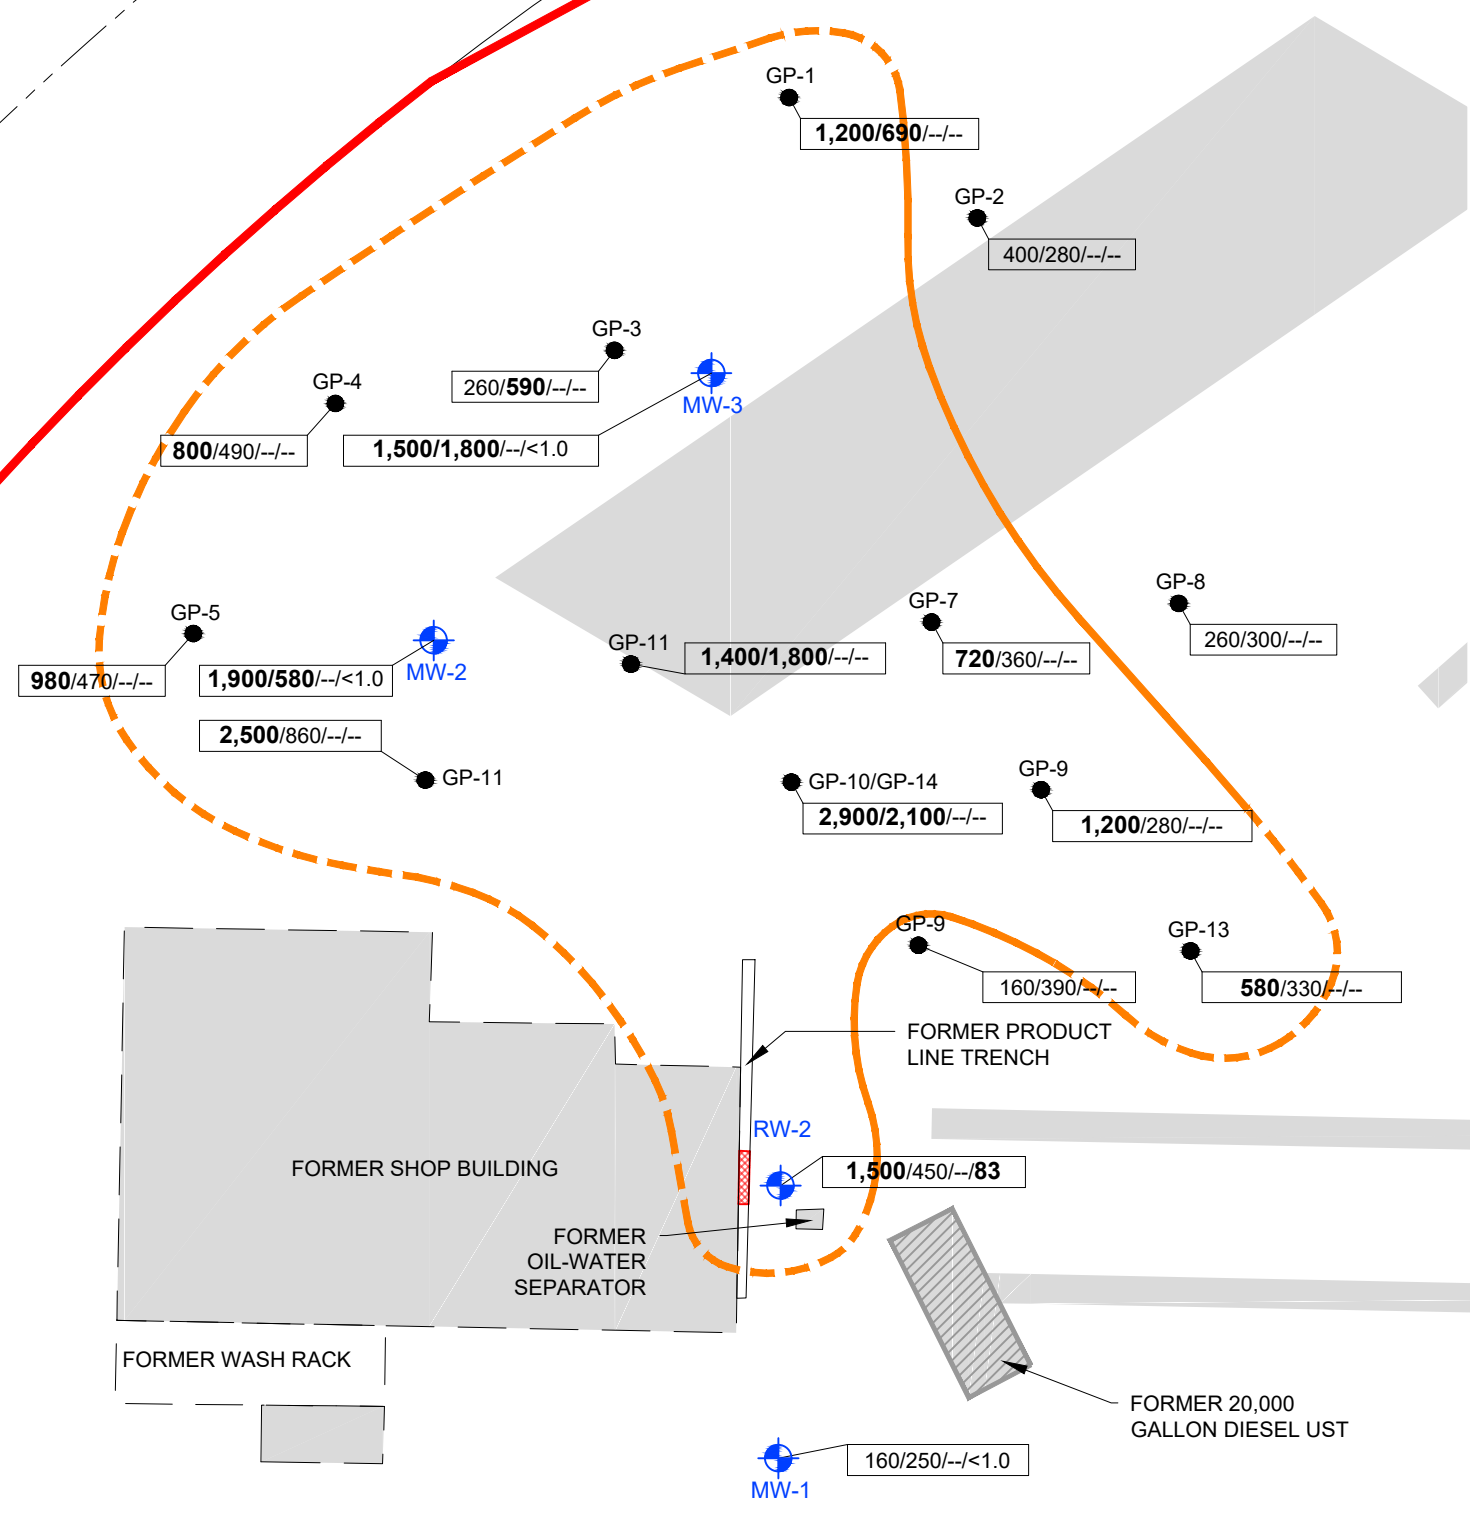 GP-1
1,200/690/--/--
GP-2
400/280/--/--
GP-3
260/590/--/--
MW-3
GP-4
800/490/--/--
1,500/1,800/--/<1.0
GP-5
980/470/--/--
1,900/580/--/<1.0
MW-2
GP-11
1,400/1,800/--/--
GP-7
720/360/--/--
GP-8
260/300/--/--
2,500/860/--/--
GP-11
GP-10/GP-14
2,900/2,100/--/--
GP-9
1,200/280/--/--
GP-9
160/390/--/--
GP-13
580/330/--/--
FORMER PRODUCT
LINE TRENCH
RW-2
1,500/450/--/83
FORMER SHOP BUILDING
FORMER
OIL-WATER
SEPARATOR
FORMER WASH RACK
FORMER 20,000
GALLON DIESEL UST
160/250/--/<1.0
MW-1